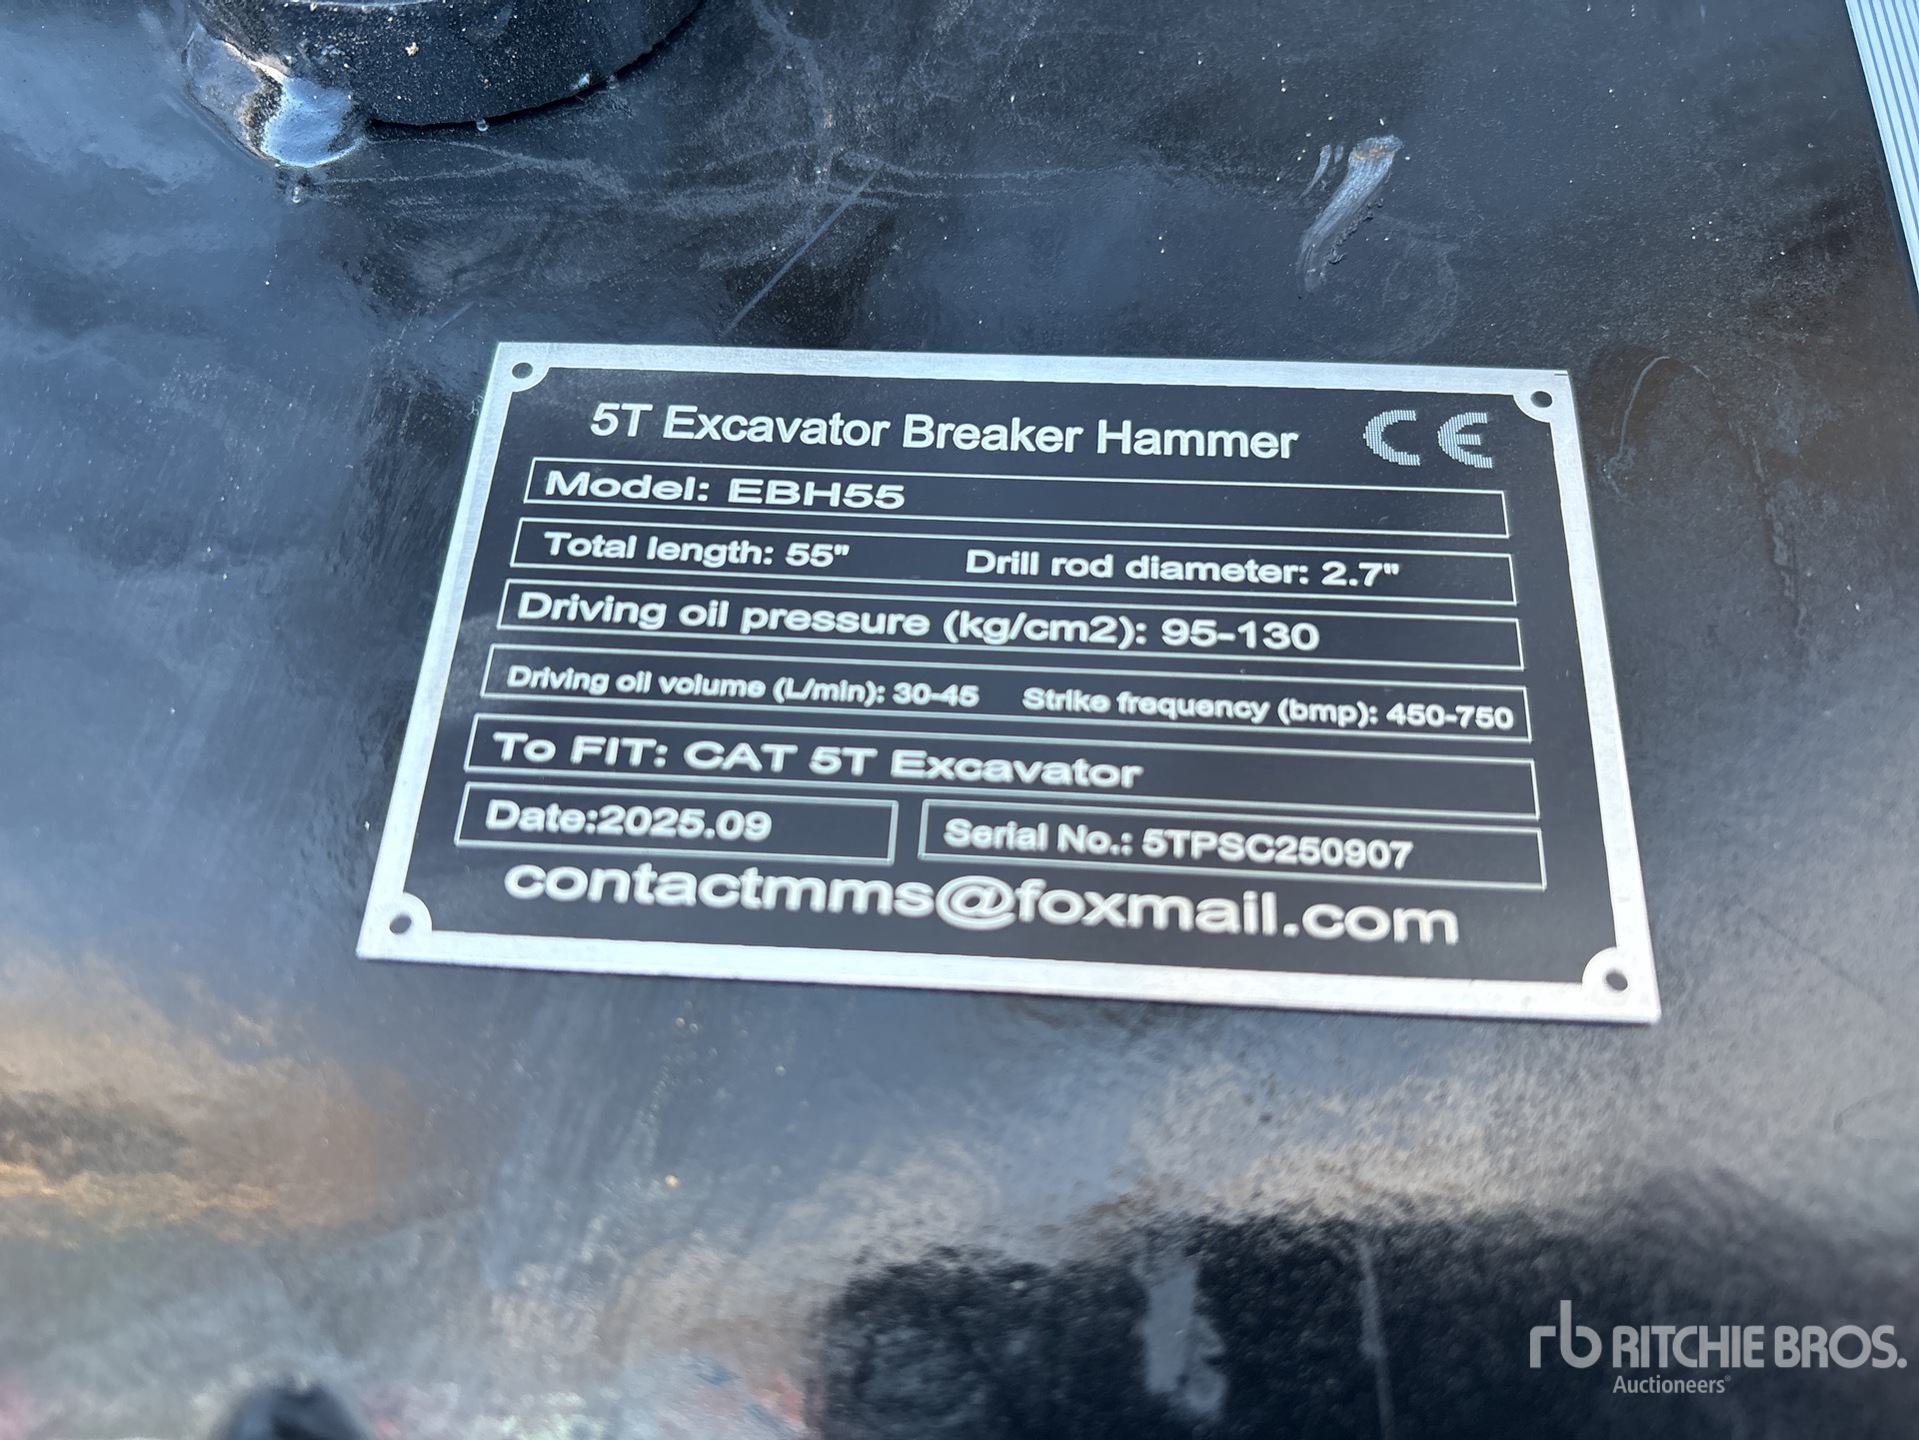 5T Excavator Breaker Hammer CE
Model: EBH55
Total length: 55" Drill rod diameter: 2.7"
Driving oil pressure (kg/cm2): 95-130
Driving oil volume (L/min): 30-45 Strike frequency (bmp): 450-750
To FIT: CAT 5T Excavator
Date:2025.09 Serial No.: 5TPSC250907
contactmms@foxmail.com
rb RITCHIE BROS.
Auctioneers®